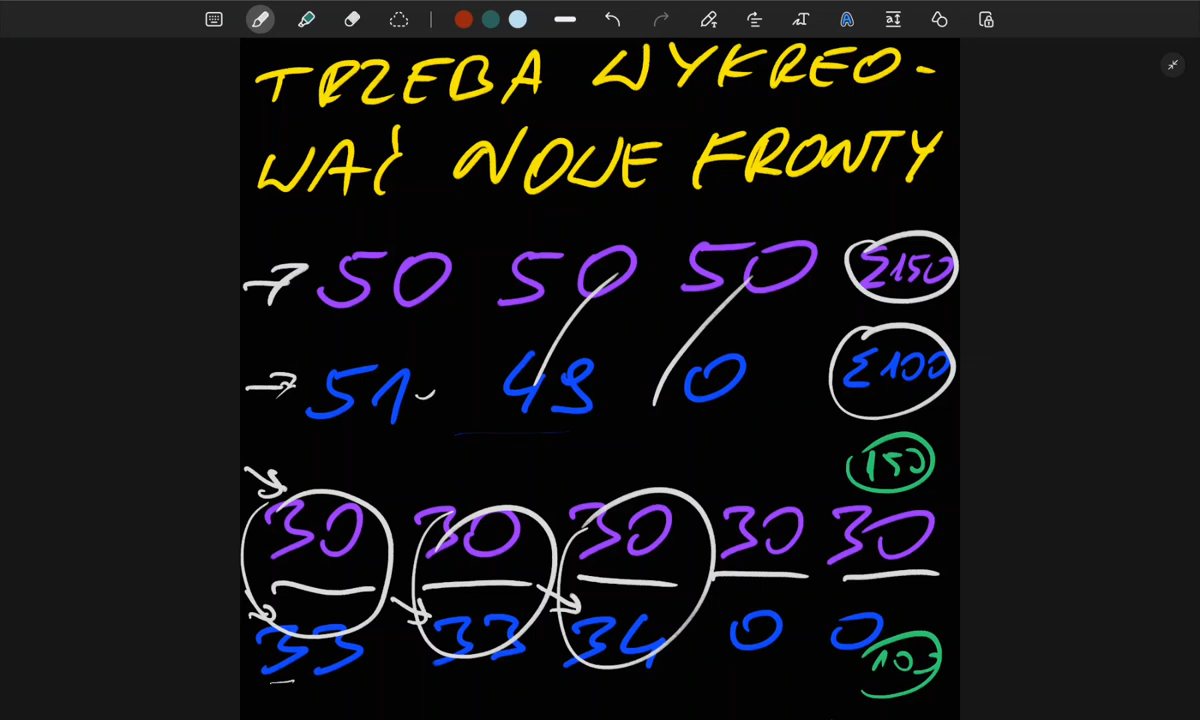 TRZEBA WYKREO-
WAĆ NOWE FRONTY
→ 50 50 50 Σ150
→ 51 49 0 Σ100
150
30 30 30 30 30
33 33 34 0 0
103